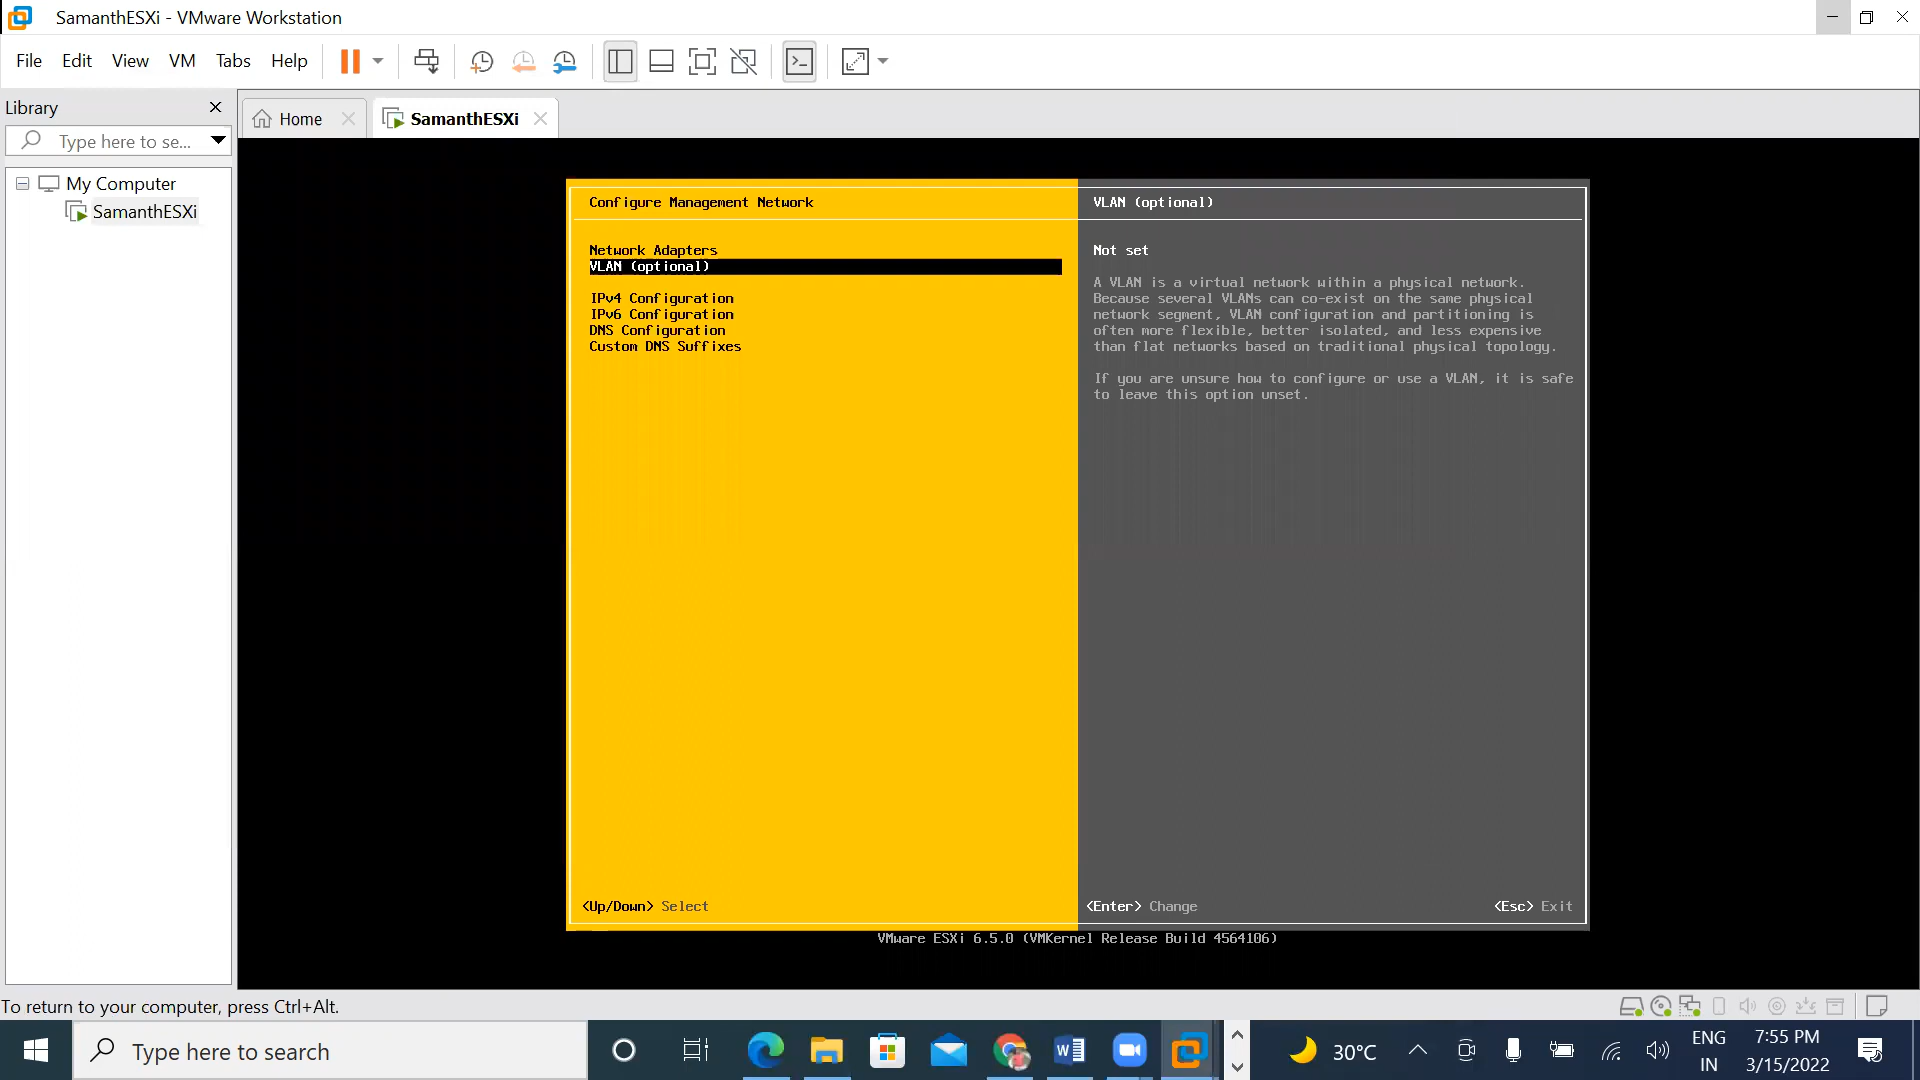 SamanthESXi - VMware Workstation
File Edit View VM Tabs Help
Library
Type here to se...
My Computer
SamanthESXi
Home
SamanthESXi
Configure Management Network
Network Adapters
VLAN (optional)
IPv4 Configuration
IPv6 Configuration
DNS Configuration
Custom DNS Suffixes
<Up/Down> Select
VLAN (optional)
Not set
A VLAN is a virtual network within a physical network.
Because several VLANs can co-exist on the same physical
network segment, VLAN configuration and partitioning is
often more flexible, better isolated, and less expensive
than flat networks based on traditional physical topology.
If you are unsure how to configure or use a VLAN, it is safe
to leave this option unset.
<Enter> Change
<Esc> Exit
VMware ESXi 6.5.0 (VMKernel Release Build 4564106)
To return to your computer, press Ctrl+Alt.
Type here to search
30°C
ENG
IN
7:55 PM
3/15/2022